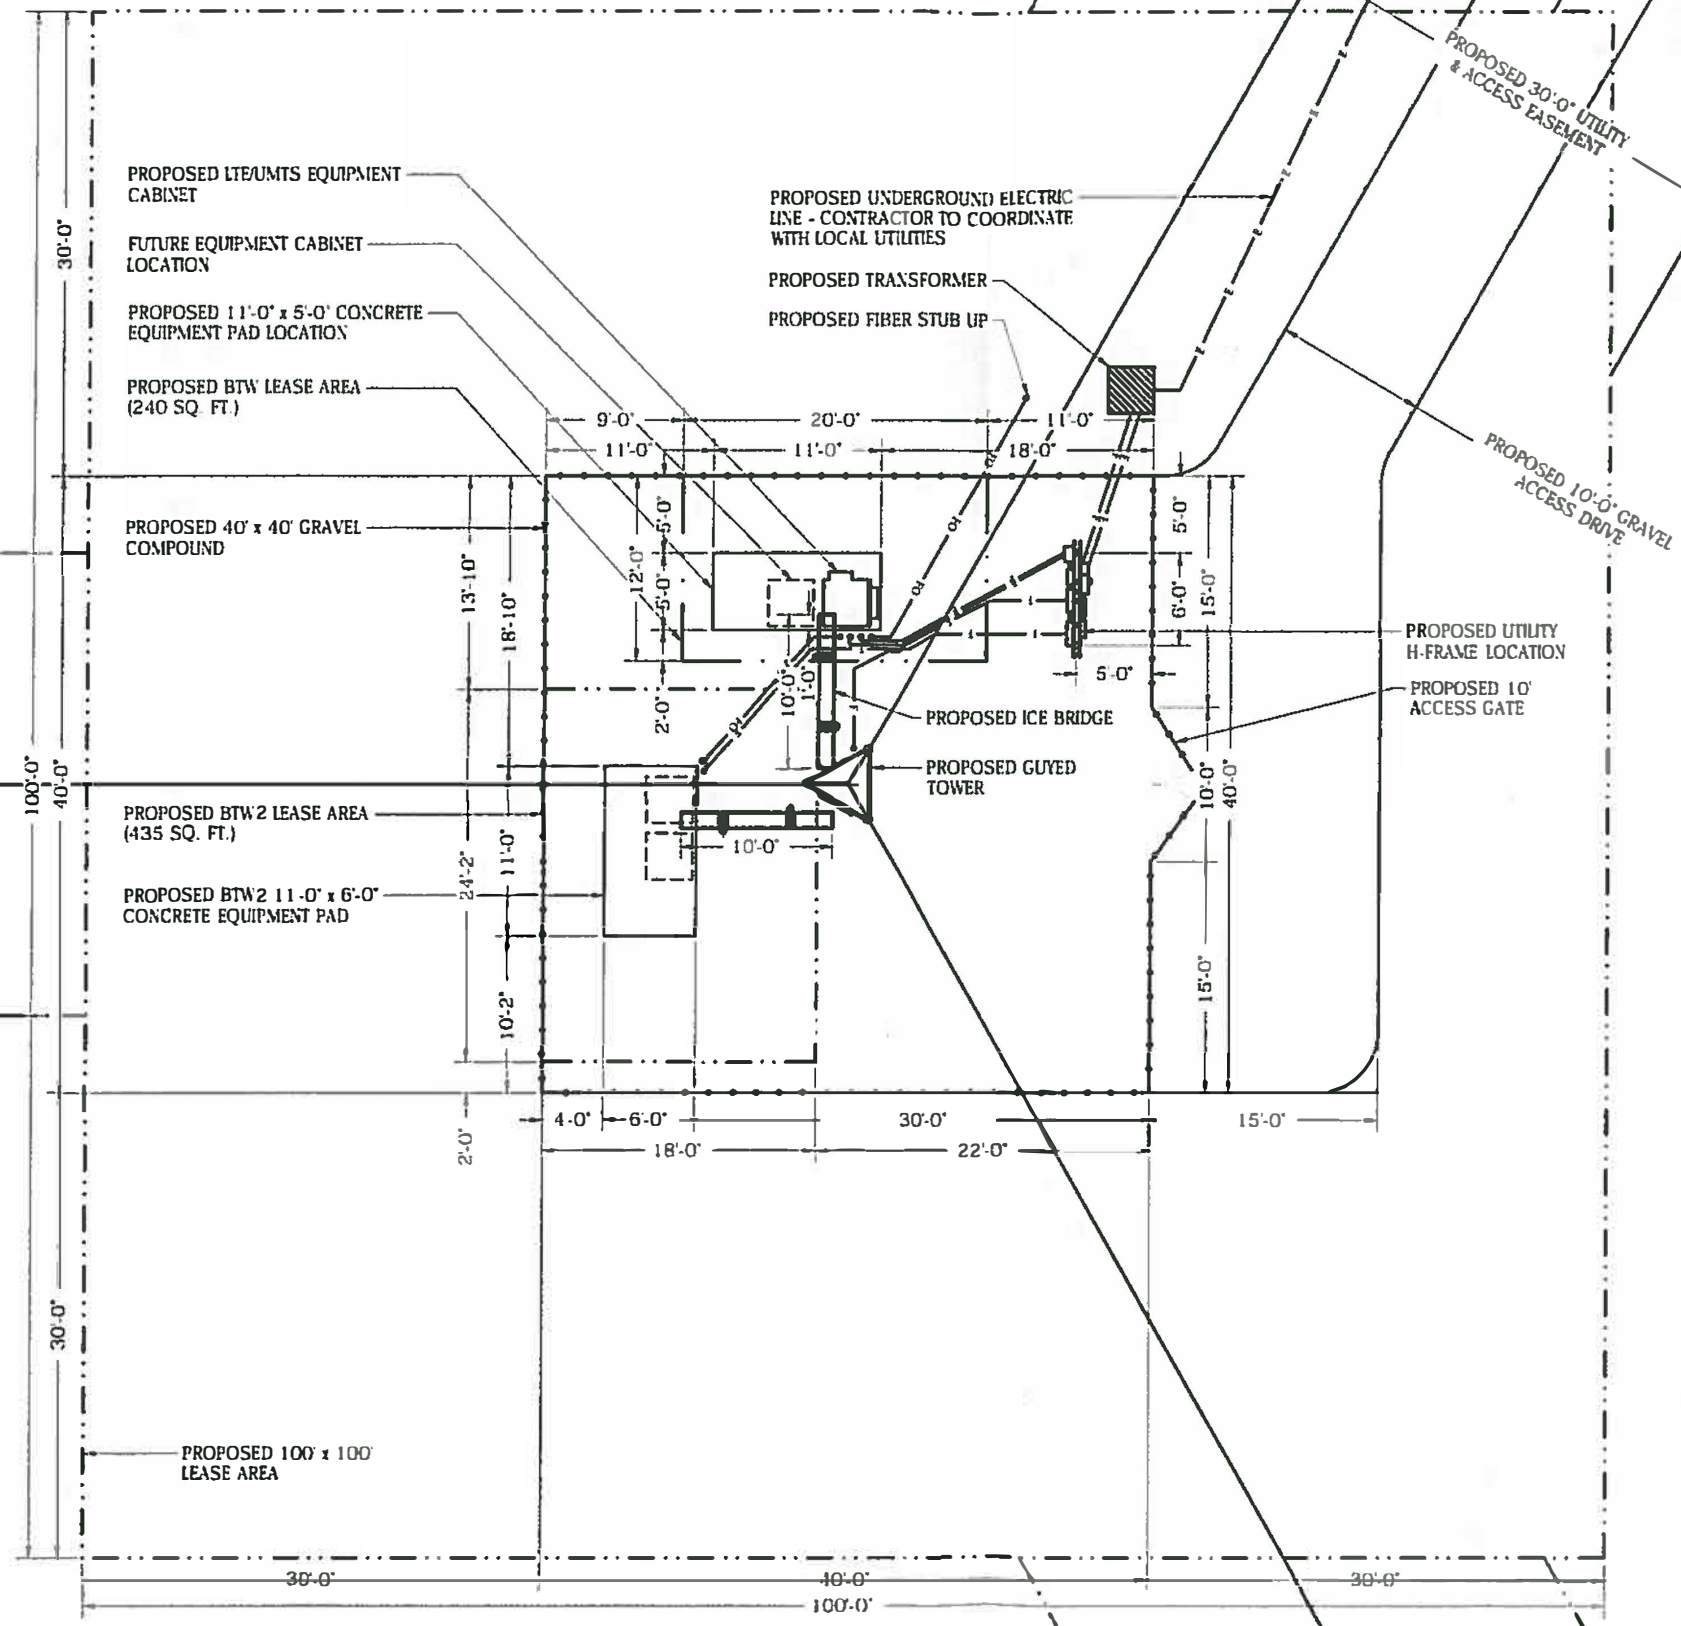 PROPOSED 30'-0" UTILITY
& ACCESS EASEMENT
PROPOSED LTE/UMTS EQUIPMENT
CABINET
FUTURE EQUIPMENT CABINET
LOCATION
PROPOSED 11'-0" x 5'-0" CONCRETE
EQUIPMENT PAD LOCATION
PROPOSED BTW LEASE AREA
(240 SQ. FT.)
PROPOSED UNDERGROUND ELECTRIC
LINE - CONTRACTOR TO COORDINATE
WITH LOCAL UTILITIES
PROPOSED TRANSFORMER
PROPOSED FIBER STUB UP
30'-0"
9'-0"
20'-0"
11'-0"
11'-0"
11'-0"
18'-0"
PROPOSED 10'-0" GRAVEL
ACCESS DRIVE
PROPOSED 40' x 40' GRAVEL
COMPOUND
13'-10"
18'-10"
12'-0"
5'-0"
5'-0"
2'-0"
FO
FO
FO
FO
10'-0"
1'-0"
5'-0"
6'-0"
15'-0"
5'-0"
PROPOSED UTILITY
H-FRAME LOCATION
PROPOSED 10'
ACCESS GATE
PROPOSED ICE BRIDGE
PROPOSED GUYED
TOWER
100'-0"
40'-0"
10'-0"
40'-0"
PROPOSED BTW2 LEASE AREA
(435 SQ. FT.)
PROPOSED BTW2 11'-0" x 6'-0"
CONCRETE EQUIPMENT PAD
24'-2"
11'-0"
10'-0"
10'-2"
15'-0"
2'-0"
4'-0"
6'-0"
30'-0"
15'-0"
18'-0"
22'-0"
30'-0"
PROPOSED 100' x 100'
LEASE AREA
30'-0"
40'-0"
30'-0"
100'-0"